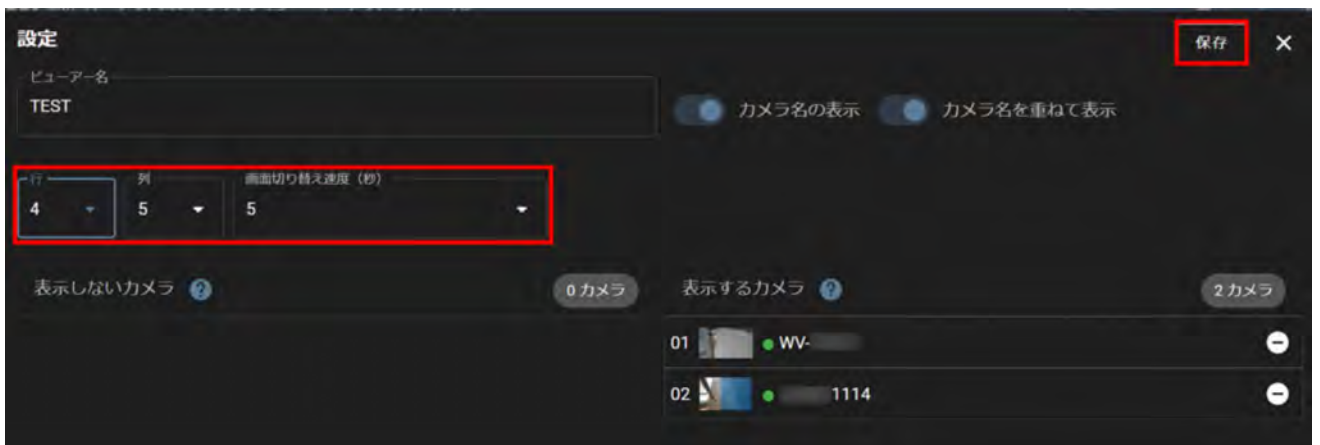 設定
保存
ビューアー名
TEST
カメラ名の表示
カメラ名を重ねて表示
行
列
画面切り替え速度（秒）
4
5
5
表示しないカメラ
0カメラ
表示するカメラ
2カメラ
01
WV-
02
1114